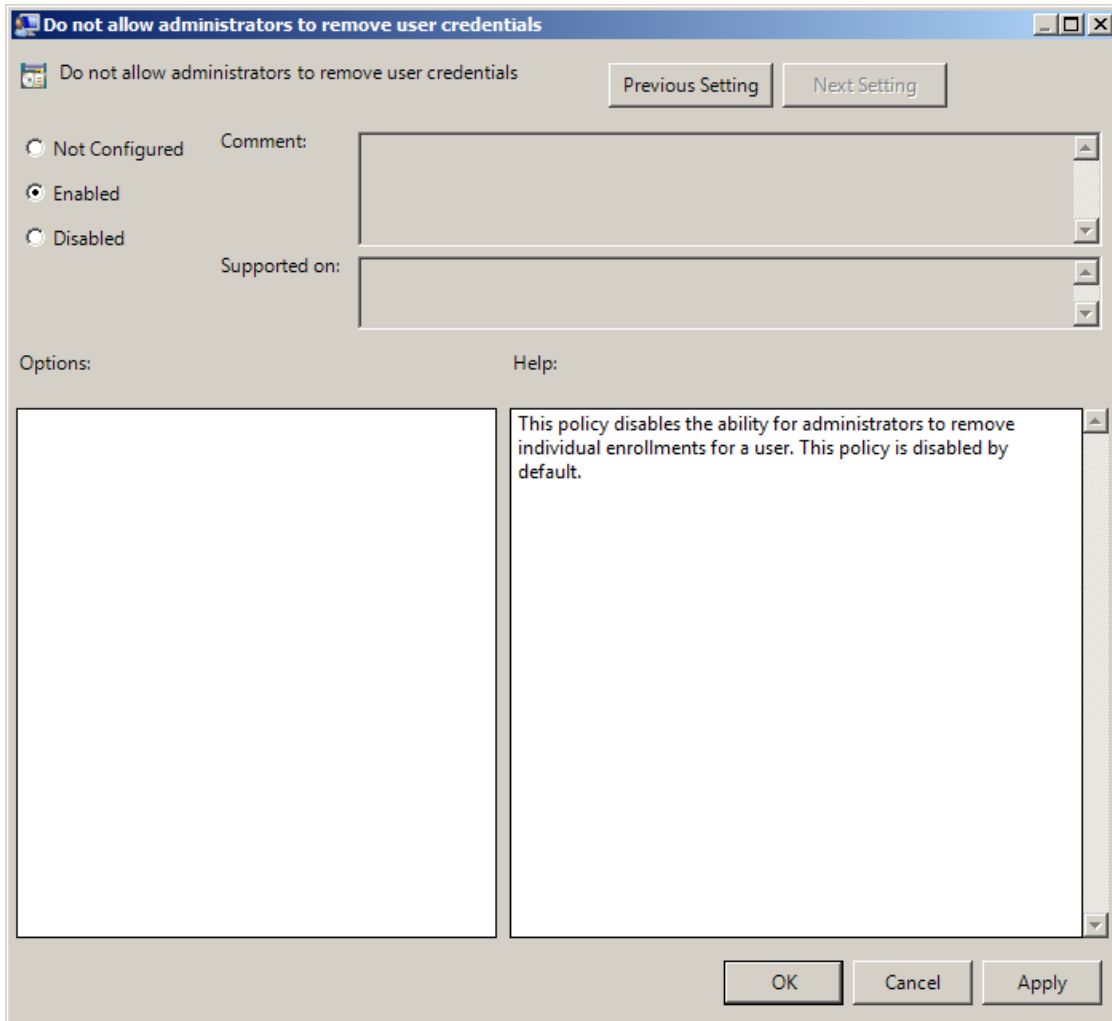 Do not allow administrators to remove user credentials
Do not allow administrators to remove user credentials
Previous Setting
Next Setting
Not Configured
Comment:
Enabled
Disabled
Supported on:
Options:
Help:
This policy disables the ability for administrators to remove
individual enrollments for a user. This policy is disabled by
default.
OK
Cancel
Apply